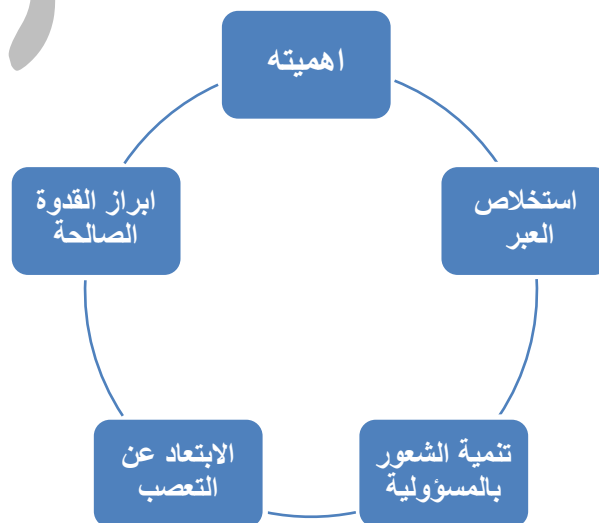 اهميته
استخلاص
العبر
تنمية الشعور
بالمسؤولية
الابتعاد عن
التعصب
ابراز القدوة
الصالحة